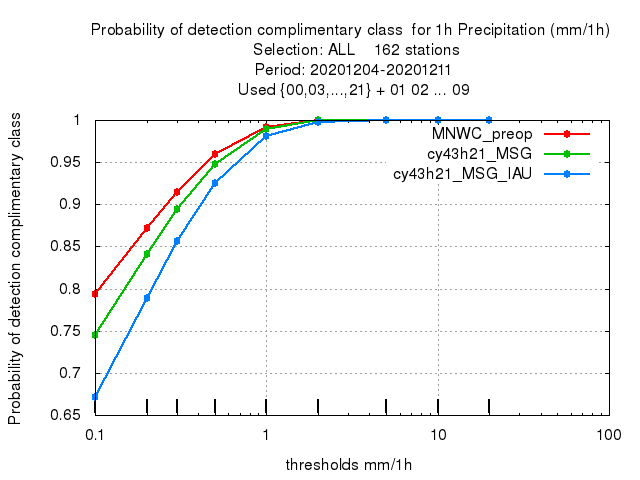 Probability of detection complimentary class  for 1h Precipitation (mm/1h)
Selection: ALL    162 stations
Period: 20201204-20201211
Used {00,03,...,21} + 01 02 ... 09
Probability of detection complimentary class
1
0.95
0.9
0.85
0.8
0.75
0.7
0.65
MNWC_preop
cy43h21_MSG
cy43h21_MSG_IAU
0.1 1 10 100
thresholds mm/1h